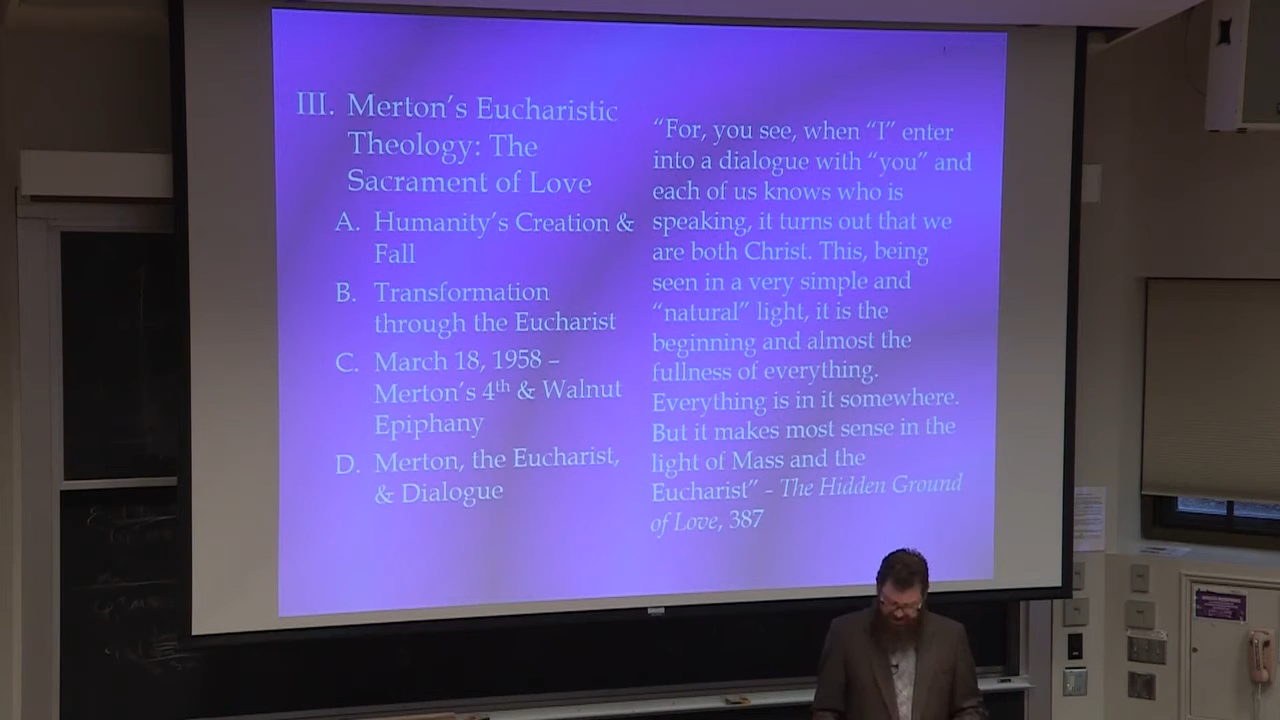 III. Merton's Eucharistic
Theology: The
Sacrament of Love
A. Humanity's Creation &
Fall
B. Transformation
through the Eucharist
C. March 18, 1958 –
Merton's 4th & Walnut
Epiphany
D. Merton, the Eucharist,
& Dialogue
“For, you see, when “I” enter
into a dialogue with “you” and
each of us knows who is
speaking, it turns out that we
are both Christ. This, being
seen in a very simple and
“natural” light, it is the
beginning and almost the
fullness of everything.
Everything is in it somewhere.
But it makes most sense in the
light of Mass and the
Eucharist” - The Hidden Ground
of Love, 387